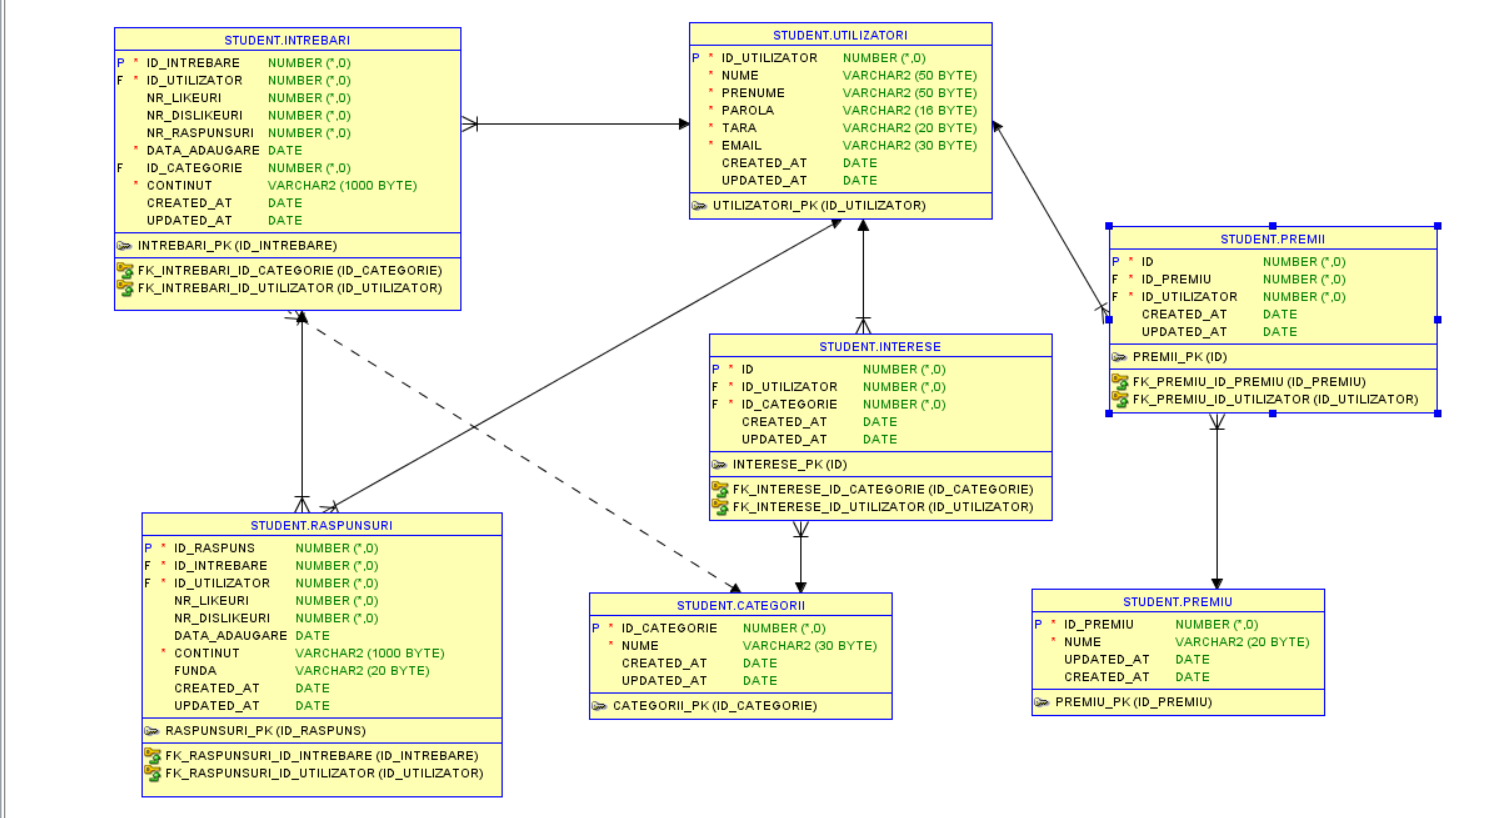 STUDENT.INTREBARI
P * ID_INTREBARE NUMBER (*,0)
F * ID_UTILIZATOR NUMBER (*,0)
NR_LIKEURI NUMBER (*,0)
NR_DISLIKEURI NUMBER (*,0)
NR_RASPUNSURI NUMBER (*,0)
* DATA_ADAUGARE DATE
F ID_CATEGORIE NUMBER (*,0)
* CONTINUT VARCHAR2 (1000 BYTE)
CREATED_AT DATE
UPDATED_AT DATE
INTREBARI_PK (ID_INTREBARE)
FK_INTREBARI_ID_CATEGORIE (ID_CATEGORIE)
FK_INTREBARI_ID_UTILIZATOR (ID_UTILIZATOR)
STUDENT.UTILIZATORI
P * ID_UTILIZATOR NUMBER (*,0)
* NUME VARCHAR2 (50 BYTE)
* PRENUME VARCHAR2 (50 BYTE)
* PAROLA VARCHAR2 (16 BYTE)
* TARA VARCHAR2 (20 BYTE)
* EMAIL VARCHAR2 (30 BYTE)
CREATED_AT DATE
UPDATED_AT DATE
UTILIZATORI_PK (ID_UTILIZATOR)
STUDENT.PREMII
P * ID NUMBER (*,0)
F * ID_PREMIU NUMBER (*,0)
F * ID_UTILIZATOR NUMBER (*,0)
CREATED_AT DATE
UPDATED_AT DATE
PREMII_PK (ID)
FK_PREMIU_ID_PREMIU (ID_PREMIU)
FK_PREMIU_ID_UTILIZATOR (ID_UTILIZATOR)
STUDENT.INTERESE
P * ID NUMBER (*,0)
F * ID_UTILIZATOR NUMBER (*,0)
F * ID_CATEGORIE NUMBER (*,0)
CREATED_AT DATE
UPDATED_AT DATE
INTERESE_PK (ID)
FK_INTERESE_ID_CATEGORIE (ID_CATEGORIE)
FK_INTERESE_ID_UTILIZATOR (ID_UTILIZATOR)
STUDENT.RASPUNSURI
P * ID_RASPUNS NUMBER (*,0)
F * ID_INTREBARE NUMBER (*,0)
F * ID_UTILIZATOR NUMBER (*,0)
NR_LIKEURI NUMBER (*,0)
NR_DISLIKEURI NUMBER (*,0)
DATA_ADAUGARE DATE
* CONTINUT VARCHAR2 (1000 BYTE)
FUNDA VARCHAR2 (20 BYTE)
CREATED_AT DATE
UPDATED_AT DATE
RASPUNSURI_PK (ID_RASPUNS)
FK_RASPUNSURI_ID_INTREBARE (ID_INTREBARE)
FK_RASPUNSURI_ID_UTILIZATOR (ID_UTILIZATOR)
STUDENT.CATEGORII
P * ID_CATEGORIE NUMBER (*,0)
* NUME VARCHAR2 (30 BYTE)
CREATED_AT DATE
UPDATED_AT DATE
CATEGORII_PK (ID_CATEGORIE)
STUDENT.PREMIU
P * ID_PREMIU NUMBER (*,0)
* NUME VARCHAR2 (20 BYTE)
UPDATED_AT DATE
CREATED_AT DATE
PREMIU_PK (ID_PREMIU)